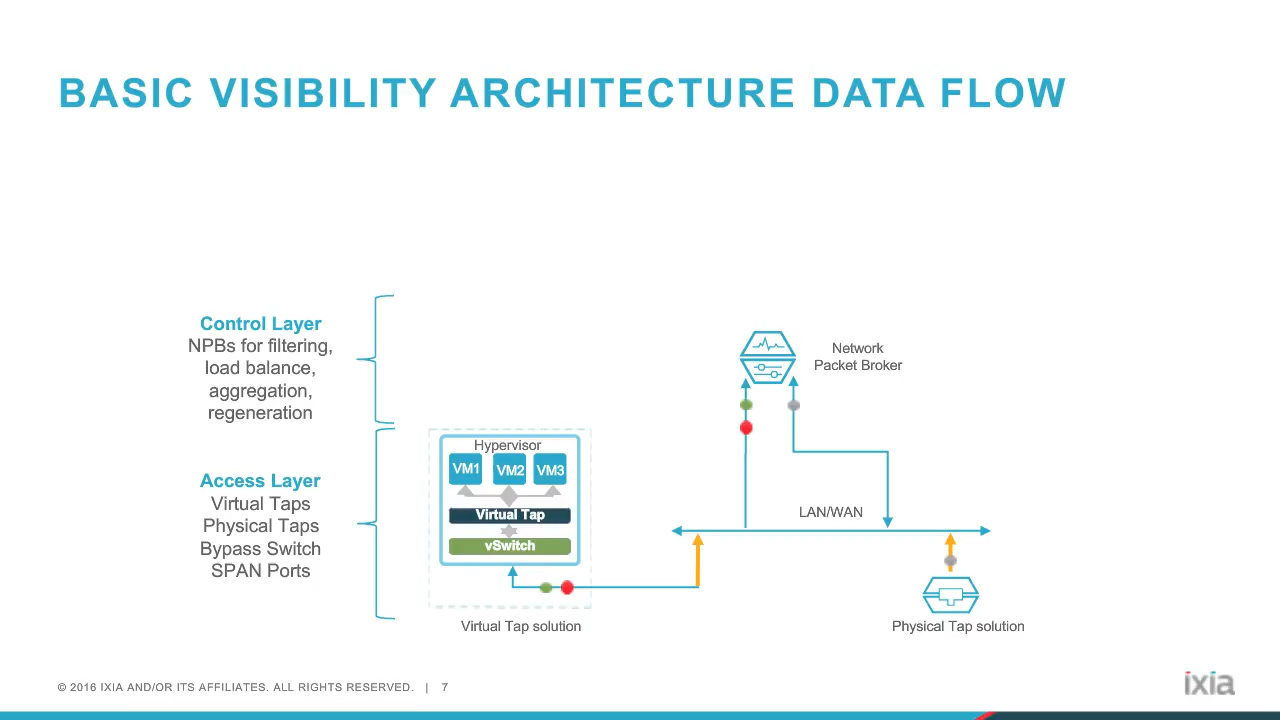 BASIC VISIBILITY ARCHITECTURE DATA FLOW
Control Layer
NPBs for filtering,
load balance,
aggregation,
regeneration
Access Layer
Virtual Taps
Physical Taps
Bypass Switch
SPAN Ports
Hypervisor
VM1 VM2 VM3
Virtual Tap
vSwitch
Virtual Tap solution
Network
Packet Broker
LAN/WAN
Physical Tap solution
© 2016 IXIA AND/OR ITS AFFILIATES. ALL RIGHTS RESERVED. | 7
ixia